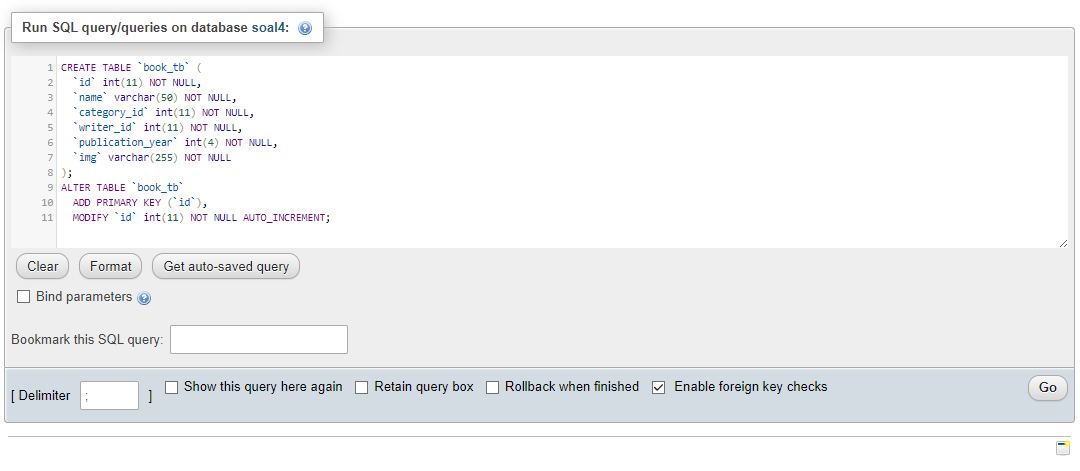 Run SQL query/queries on database soal4:
1 CREATE TABLE `book_tb` (
2 `id` int(11) NOT NULL,
3 `name` varchar(50) NOT NULL,
4 `category_id` int(11) NOT NULL,
5 `writer_id` int(11) NOT NULL,
6 `publication_year` int(4) NOT NULL,
7 `img` varchar(255) NOT NULL
8 );
9 ALTER TABLE `book_tb`
10 ADD PRIMARY KEY (`id`),
11 MODIFY `id` int(11) NOT NULL AUTO_INCREMENT;
Clear Format Get auto-saved query
Bind parameters
Bookmark this SQL query:
[ Delimiter ; ] Show this query here again Retain query box Rollback when finished Enable foreign key checks Go